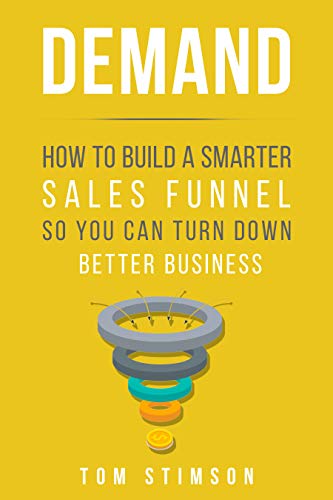 DEMAND
HOW TO BUILD A SMARTER
SALES FUNNEL
SO YOU CAN TURN DOWN
BETTER BUSINESS
$
TOM STIMSON